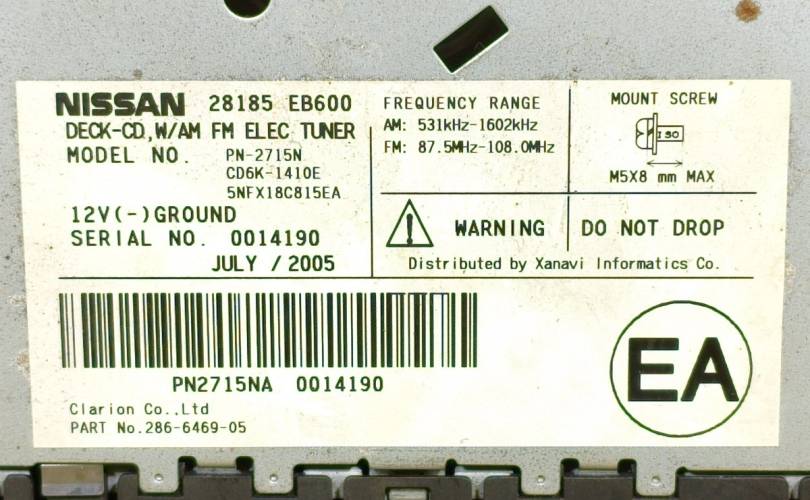 NISSAN 28185 EB600
DECK-CD,W/AM FM ELEC TUNER
MODEL NO. PN-2715N
CD6K-1410E
5NFX18C815EA
12V(-)GROUND
SERIAL NO. 0014190
JULY / 2005
FREQUENCY RANGE
AM: 531kHz-1602kHz
FM: 87.5MHz-108.0MHz
MOUNT SCREW
ISO
M5X8 mm MAX
WARNING
DO NOT DROP
Distributed by Xanavi Informatics Co.
PN2715NA 0014190
Clarion Co.,Ltd
PART No.286-6469-05
EA